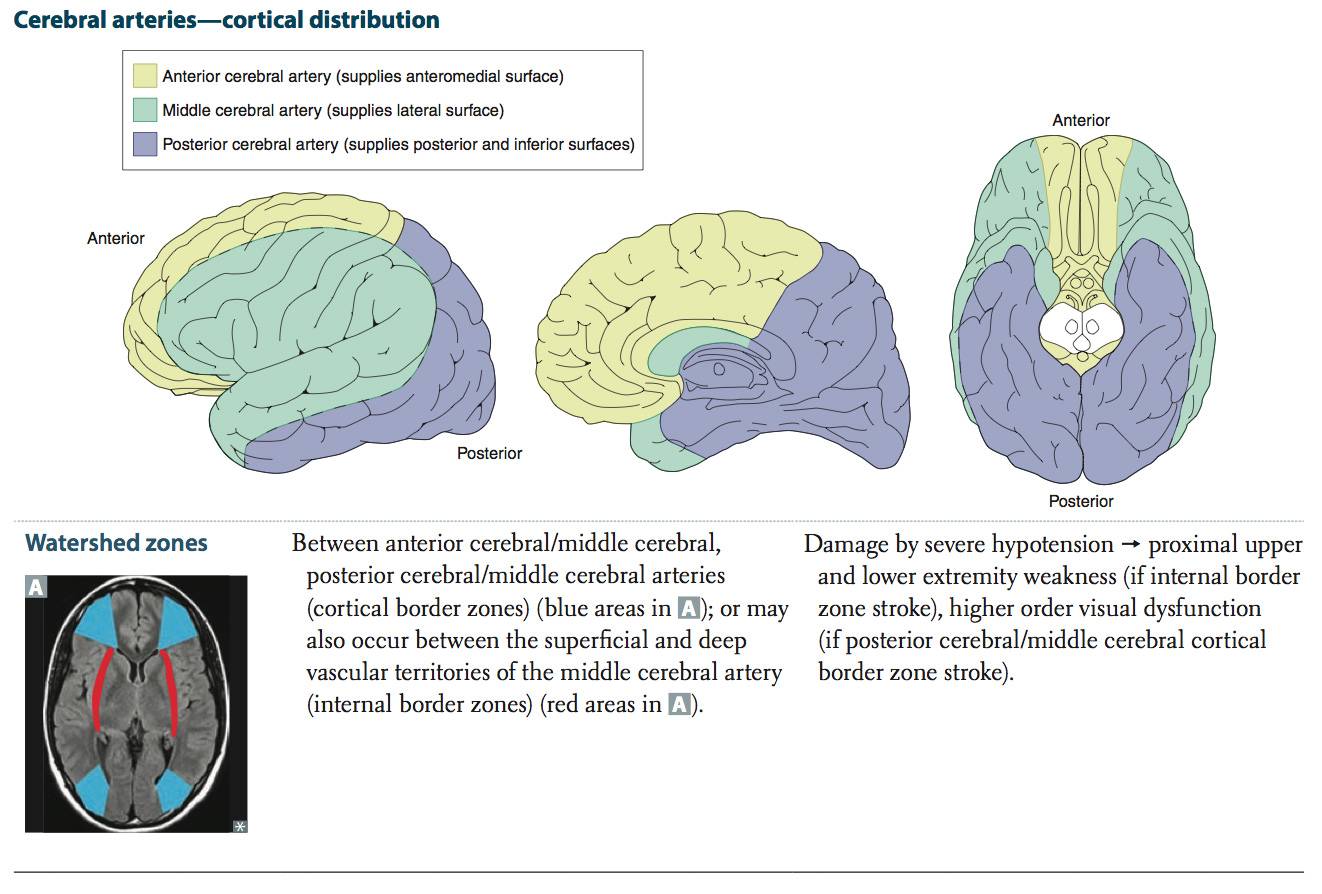 Cerebral arteries—cortical distribution
Anterior cerebral artery (supplies anteromedial surface)
Middle cerebral artery (supplies lateral surface)
Posterior cerebral artery (supplies posterior and inferior surfaces)
Anterior
Posterior
Anterior
Posterior
Watershed zones
A
Between anterior cerebral/middle cerebral,
posterior cerebral/middle cerebral arteries
(cortical border zones) (blue areas in A); or may
also occur between the superficial and deep
vascular territories of the middle cerebral artery
(internal border zones) (red areas in A).
Damage by severe hypotension → proximal upper
and lower extremity weakness (if internal border
zone stroke), higher order visual dysfunction
(if posterior cerebral/middle cerebral cortical
border zone stroke).